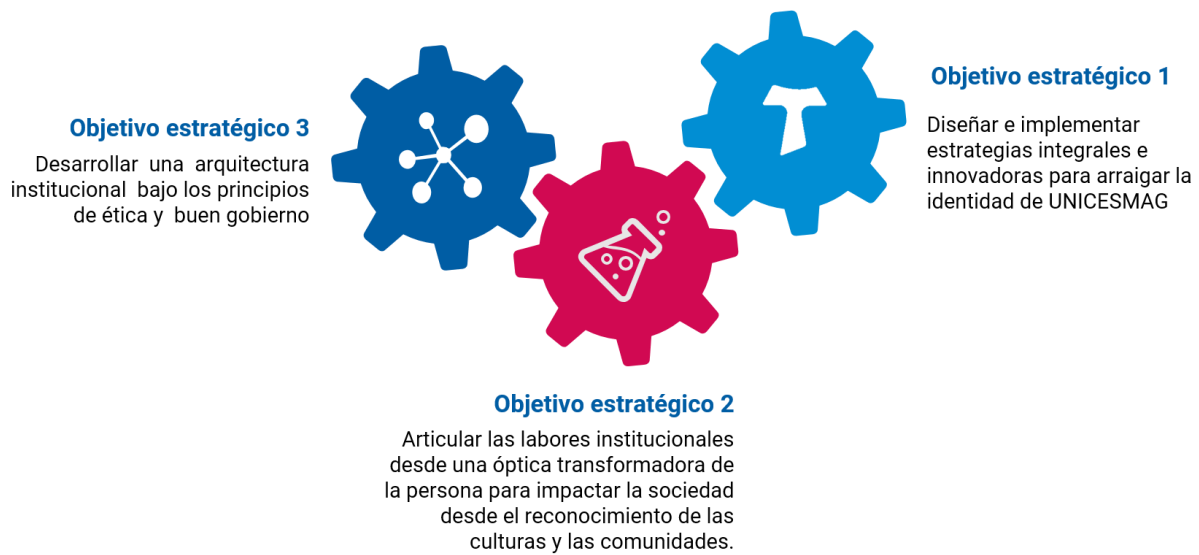 Objetivo estratégico 1
Diseñar e implementar
estrategias integrales e
innovadoras para arraigar la
identidad de UNICESMAG
Objetivo estratégico 3
Desarrollar una arquitectura
institucional bajo los principios
de ética y buen gobierno
Objetivo estratégico 2
Articular las labores institucionales
desde una óptica transformadora de
la persona para impactar la sociedad
desde el reconocimiento de las
culturas y las comunidades.